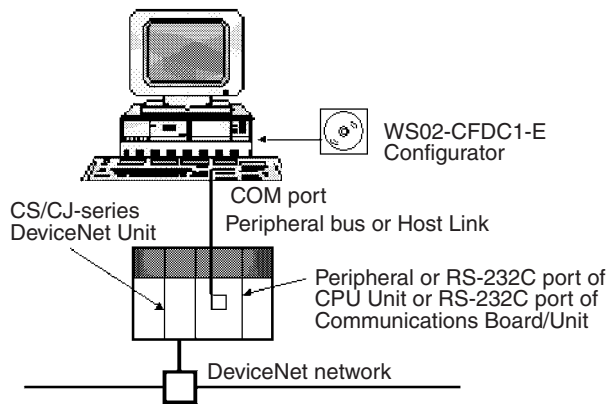 WS02-CFDC1-E
Configurator
COM port
Peripheral bus or Host Link
CS/CJ-series
DeviceNet Unit
Peripheral or RS-232C port of
CPU Unit or RS-232C port of
Communications Board/Unit
DeviceNet network